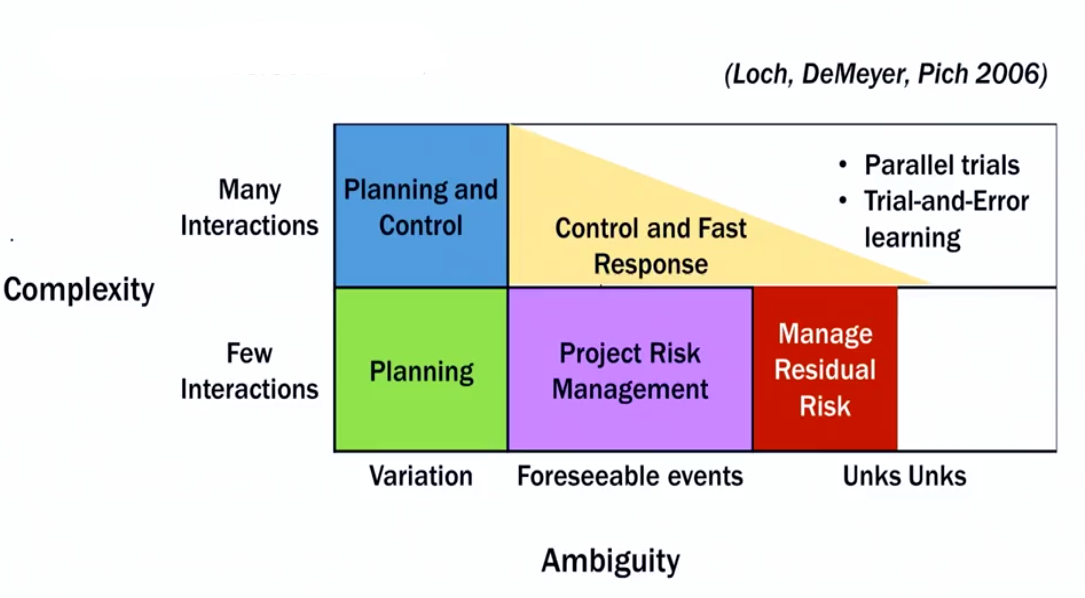 (Loch, DeMeyer, Pich 2006)
Many
Interactions
Planning and
Control
Control and Fast
Response
• Parallel trials
• Trial-and-Error
learning
Complexity
Few
Interactions
Planning
Project Risk
Management
Manage
Residual
Risk
Variation
Foreseeable events
Unks Unks
Ambiguity